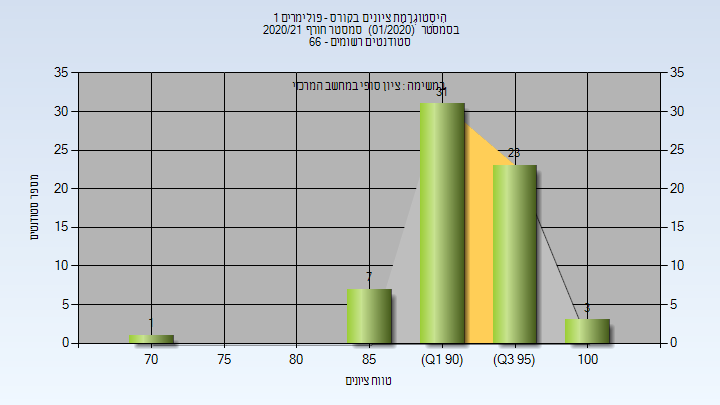 היסטוגרמת ציונים בקורס - פולימרים 1
בסמסטר (01/2020) סמסטר חורף 2020/21
סטודנטים רשומים - 66
במשימה : ציון סופי במחשב המרכזי
מספר סטודנטים
35 35
30 30
25 25
20 20
15 15
10 10
5 5
0 0
1 7 31 23 3
70 75 80 85 (Q1 90) (Q3 95) 100
טווח ציונים